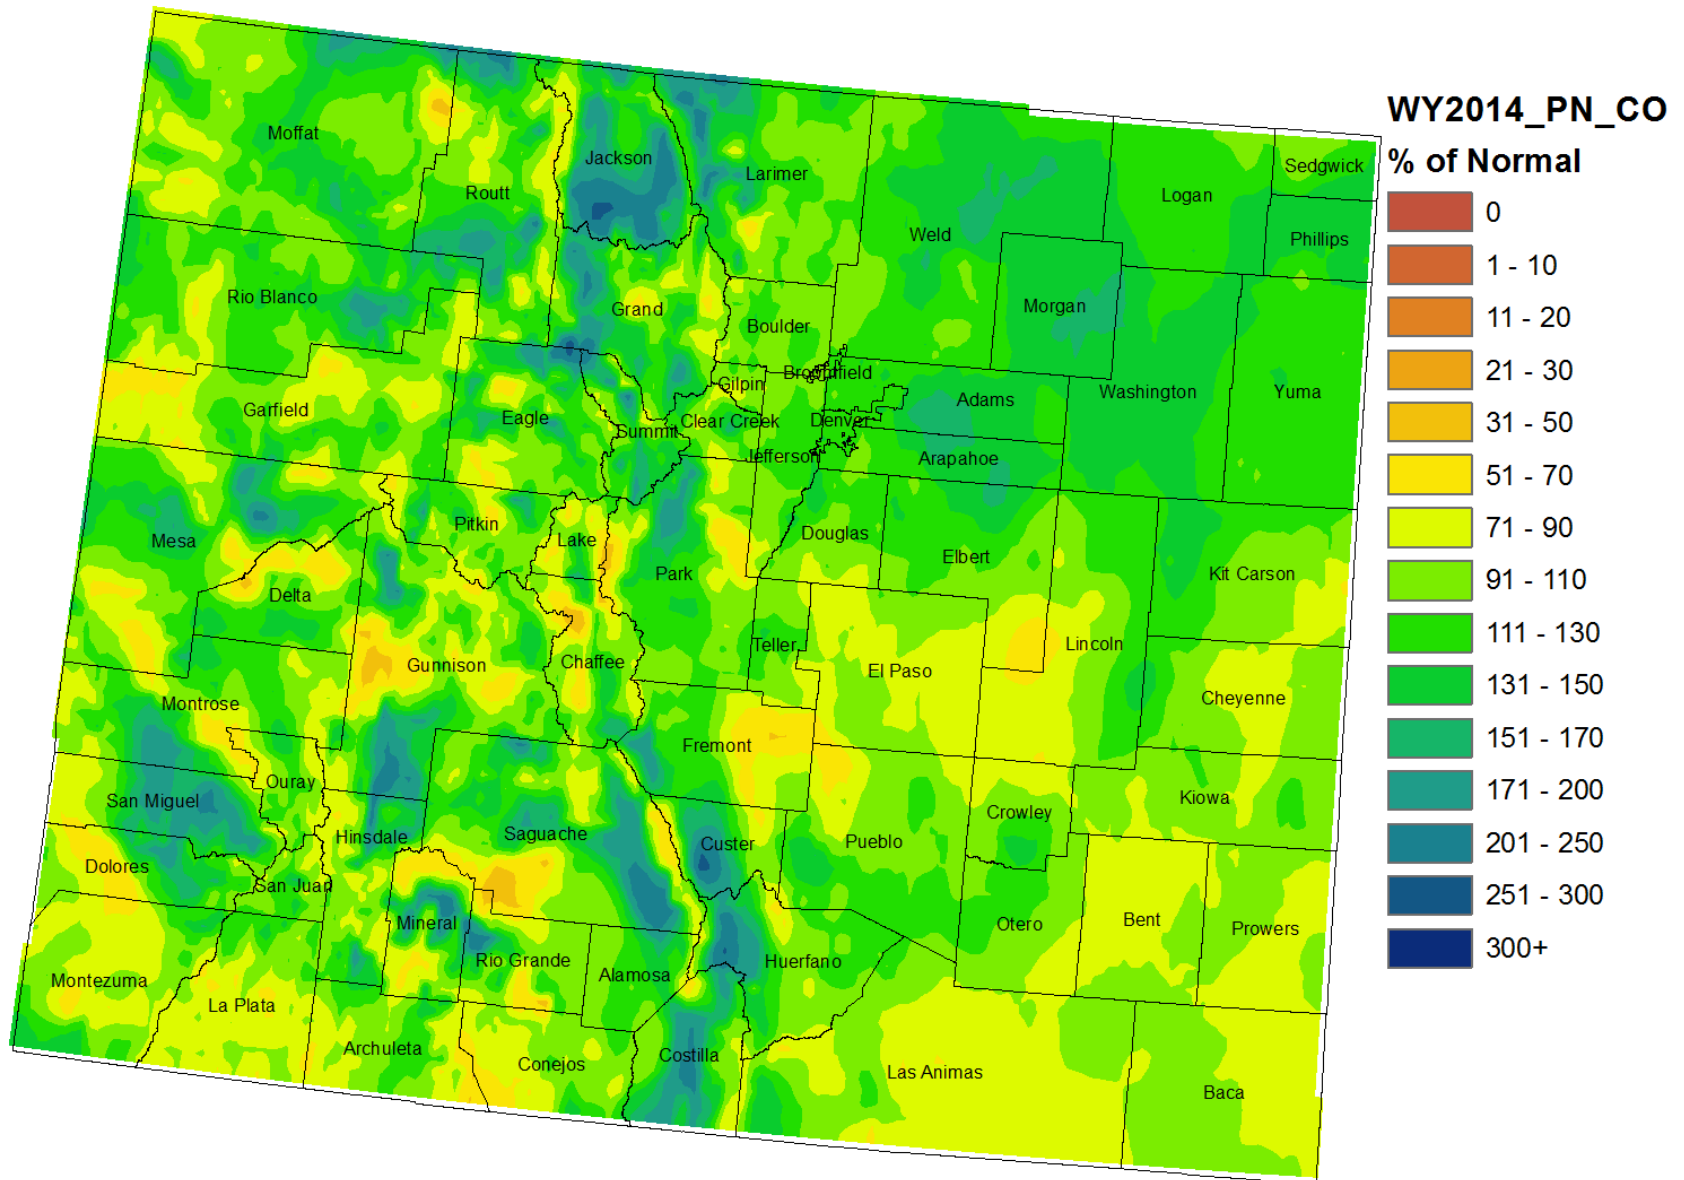 WY2014_PN_CO
% of Normal
0
1 - 10
11 - 20
21 - 30
31 - 50
51 - 70
71 - 90
91 - 110
111 - 130
131 - 150
151 - 170
171 - 200
201 - 250
251 - 300
300+
Moffat
Routt
Jackson
Larimer
Weld
Logan
Sedgwick
Phillips
Rio Blanco
Grand
Boulder
Morgan
Garfield
Eagle
Summit
Gilpin
Clear Creek
Broomfield
Denver
Jefferson
Adams
Arapahoe
Washington
Yuma
Mesa
Pitkin
Lake
Park
Douglas
Elbert
Kit Carson
Delta
Gunnison
Chaffee
Teller
El Paso
Lincoln
Cheyenne
Montrose
Ouray
Fremont
San Miguel
Hinsdale
Saguache
Custer
Pueblo
Crowley
Kiowa
Dolores
San Juan
Mineral
Rio Grande
Alamosa
Huerfano
Otero
Bent
Prowers
Montezuma
La Plata
Archuleta
Conejos
Costilla
Las Animas
Baca